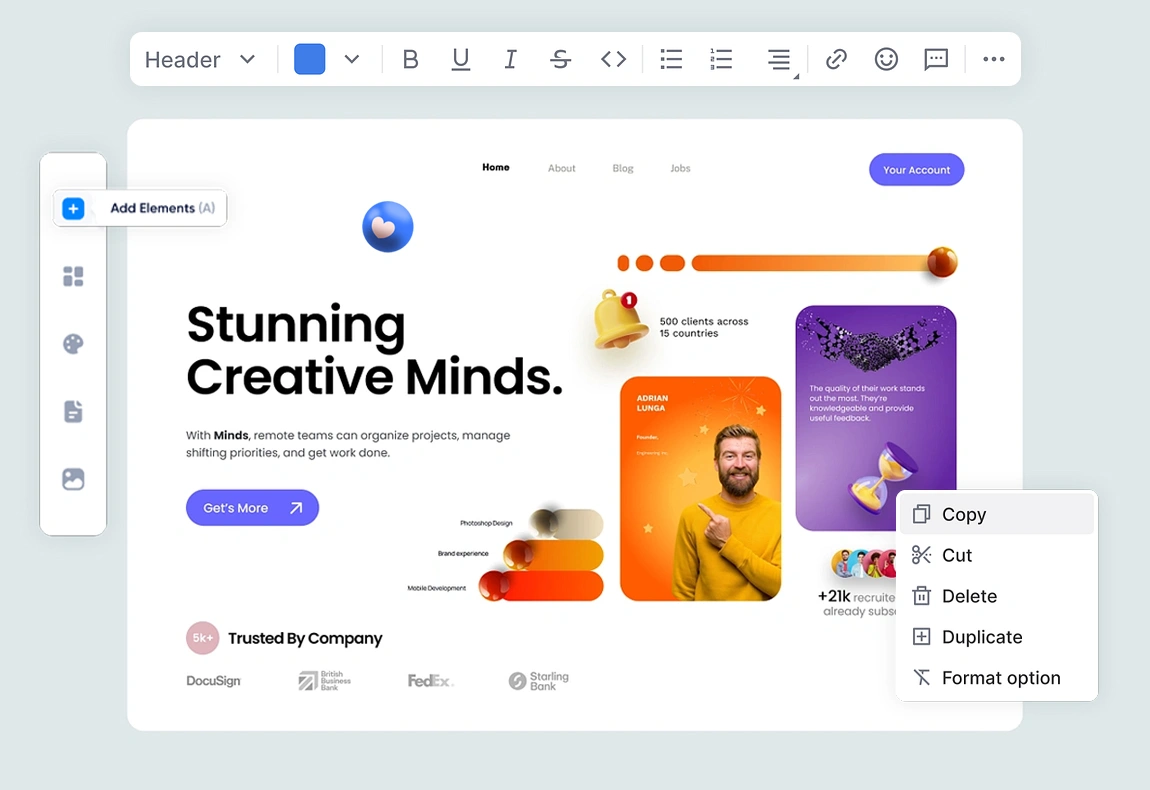 Header
B U I S
Home About Blog Jobs
Your Account
Add Elements (A)
Stunning
Creative Minds.
With Minds, remote teams can organize projects, manage
shifting priorities, and get work done.
Get's More
1
500 clients across
15 countries
ADRIAN
LUNGA
Founder,
Engineering Inc.
The quality of their work stands
out the most. They're
knowledgeable and provide
useful feedback.
Photoshop Design
Brand experience
Mobile Development
+21k recruite
already subs
5k+
Trusted By Company
DocuSign
British
Business
Bank
FedEx.
Starling
Bank
Copy
Cut
Delete
Duplicate
Format option